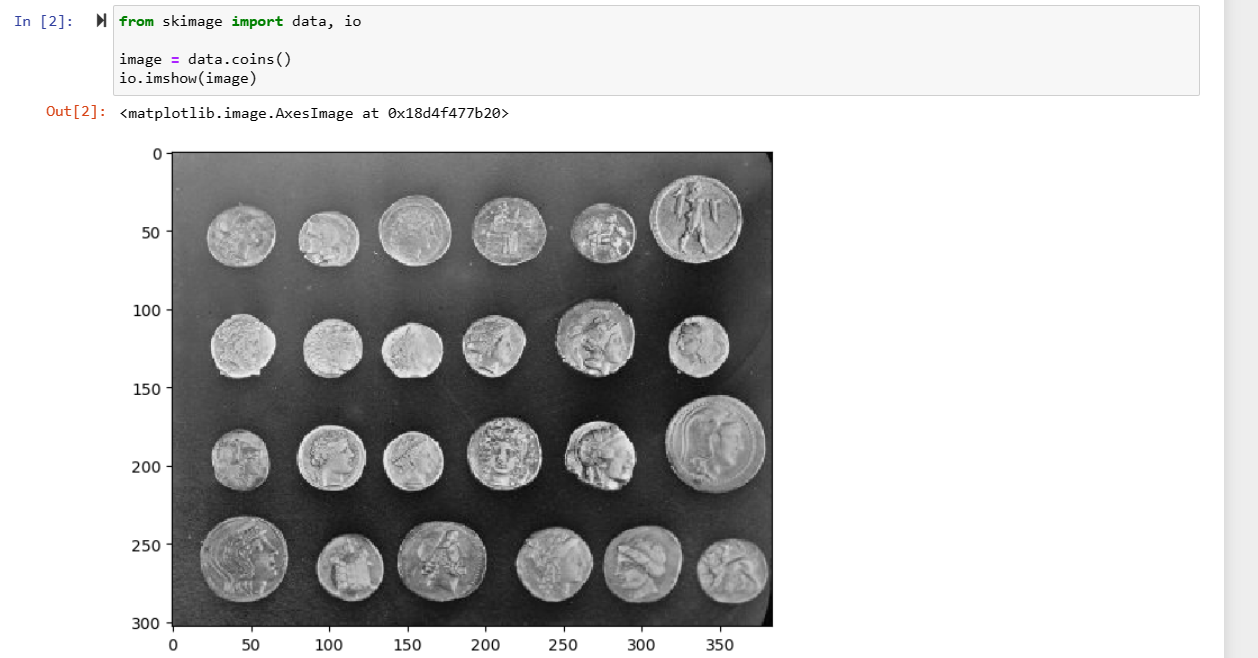 In [2]: from skimage import data, io
image = data.coins()
io.imshow(image)
Out[2]: <matplotlib.image.AxesImage at 0x18d4f477b20>
0
50
100
150
200
250
300
0 50 100 150 200 250 300 350